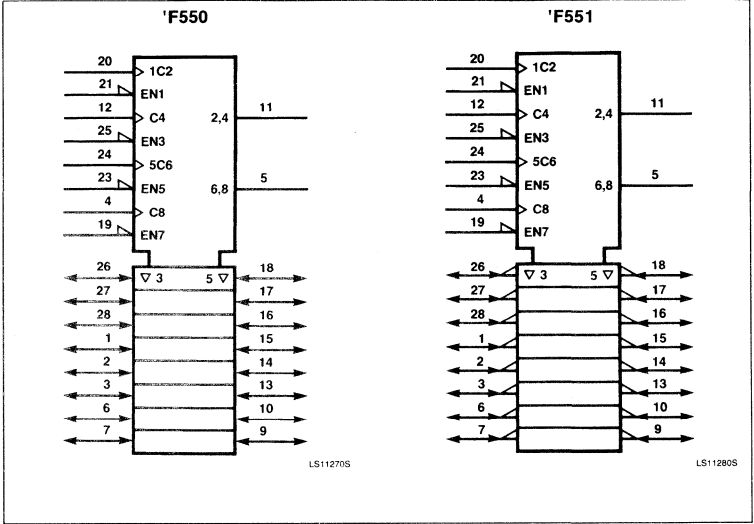 'F550
20 1C2
21 EN1
12 C4 2,4 11
25 EN3
24 5C6
23 EN5 6,8 5
4 C8
19 EN7
26 ▽ 3 5 ▽ 18
27 17
28 16
1 15
2 14
3 13
6 10
7 9
LS11270S
'F551
20 1C2
21 EN1
12 C4 2,4 11
25 EN3
24 5C6
23 EN5 6,8 5
4 C8
19 EN7
26 ▽ 3 5 ▽ 18
27 17
28 16
1 15
2 14
3 13
6 10
7 9
LS11280S